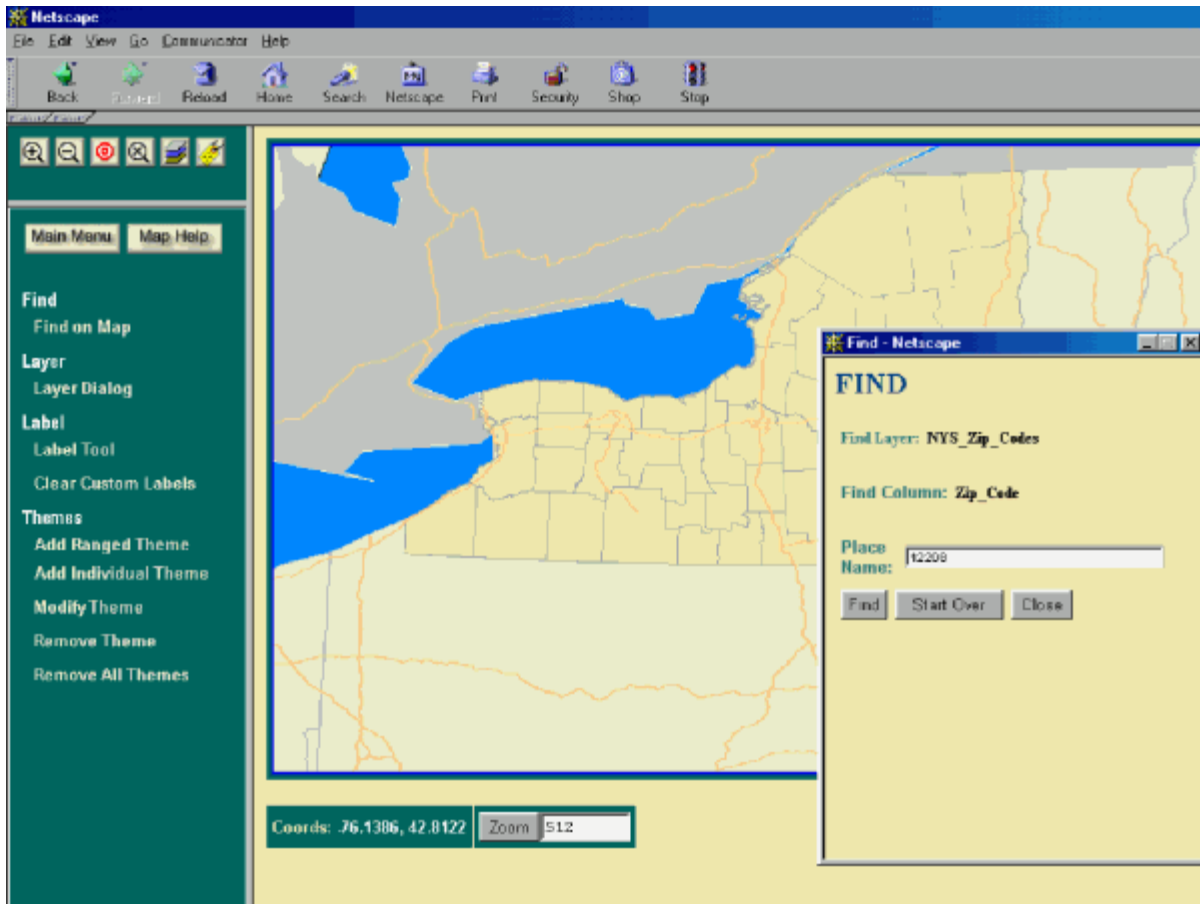 Netscape
File Edit View Go Communicator Help
Back Forward Reload Home Search Netscape Print Security Shop Stop
Main Menu Map Help
Find
Find on Map
Layer
Layer Dialog
Label
Label Tool
Clear Custom Labels
Themes
Add Ranged Theme
Add Individual Theme
Modify Theme
Remove Theme
Remove All Themes
Coords: -76.1386, 42.8122 Zoom 512
Find - Netscape
FIND
Find Layer: NYS_Zip_Codes
Find Column: Zip_Code
Place
Name: 12208
Find Start Over Close